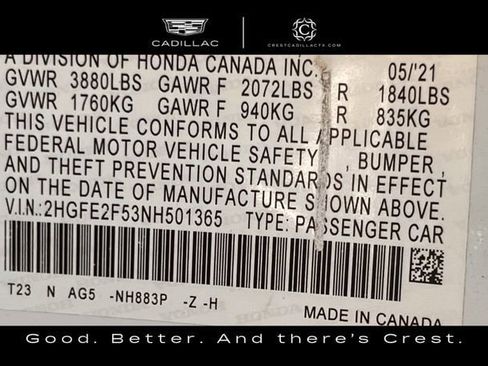 CADILLAC
C
CRESTCADILLACTX.COM
A DIVISION OF HONDA CANADA INC. 05/'21
GVWR 3880LBS GAWR F 2072LBS R 1840LBS
GVWR 1760KG GAWR F 940KG R 835KG
THIS VEHICLE CONFORMS TO ALL APPLICABLE
FEDERAL MOTOR VEHICLE SAFETY, BUMPER,
AND THEFT PREVENTION STANDARDS IN EFFECT
ON THE DATE OF MANUFACTURE SHOWN ABOVE.
V.I.N.:2HGFE2F53NH501365 TYPE: PASSENGER CAR
T23 N AG5 -NH883P -Z -H
MADE IN CANADA
Good. Better. And there's Crest.